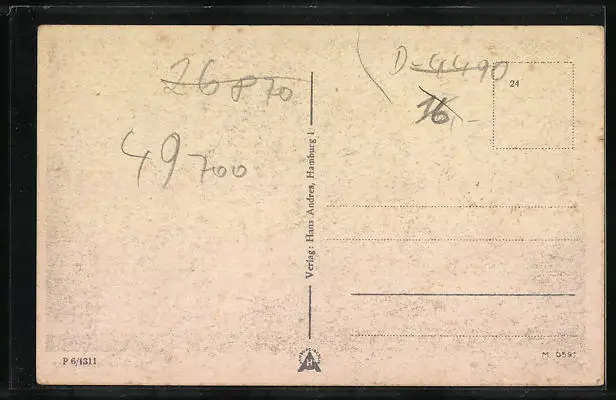 26870
D-4490
24
16,-
49700
Verlag: Hans Andres, Hamburg 1
P 6/1311
M 0591